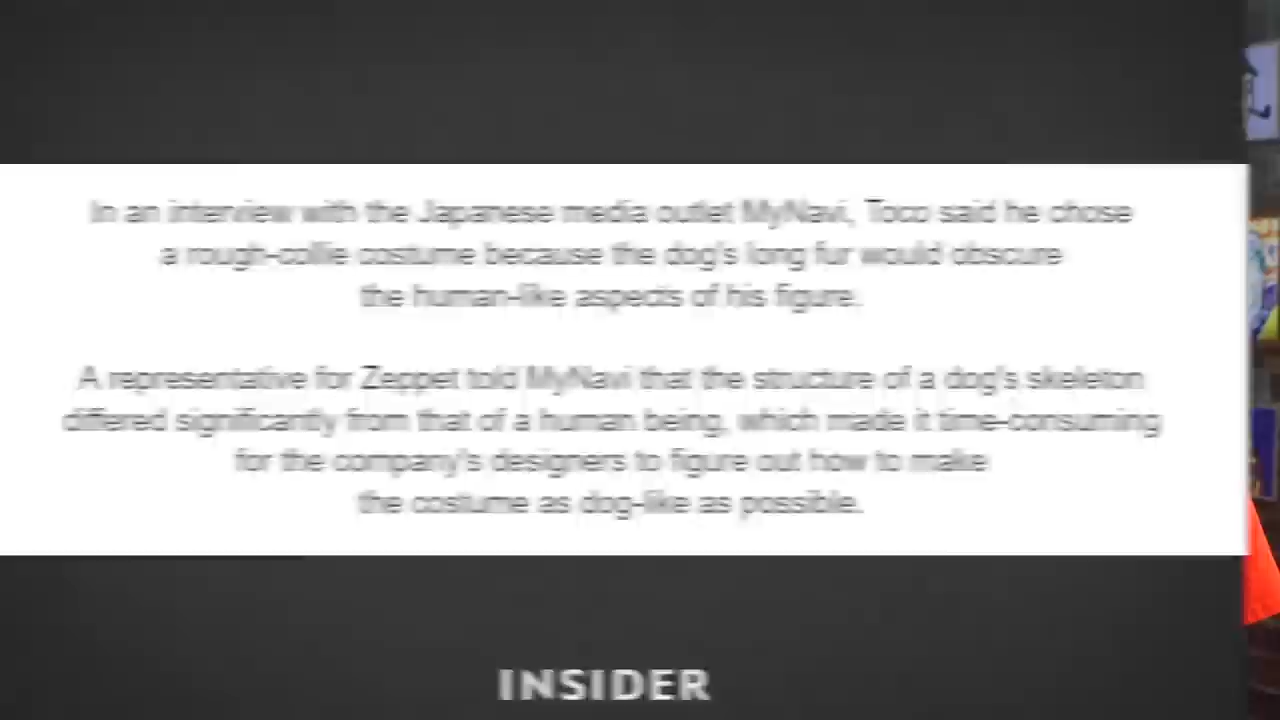 In an interview with the Japanese media outlet MyNavi, Toco said he chose
a rough-collie costume because the dog's long fur would obscure
the human-like aspects of his figure.
A representative for Zeppet told MyNavi that the structure of a dog's skeleton
differed significantly from that of a human being, which made it time-consuming
for the company's designers to figure out how to make
the costume as dog-like as possible.
INSIDER